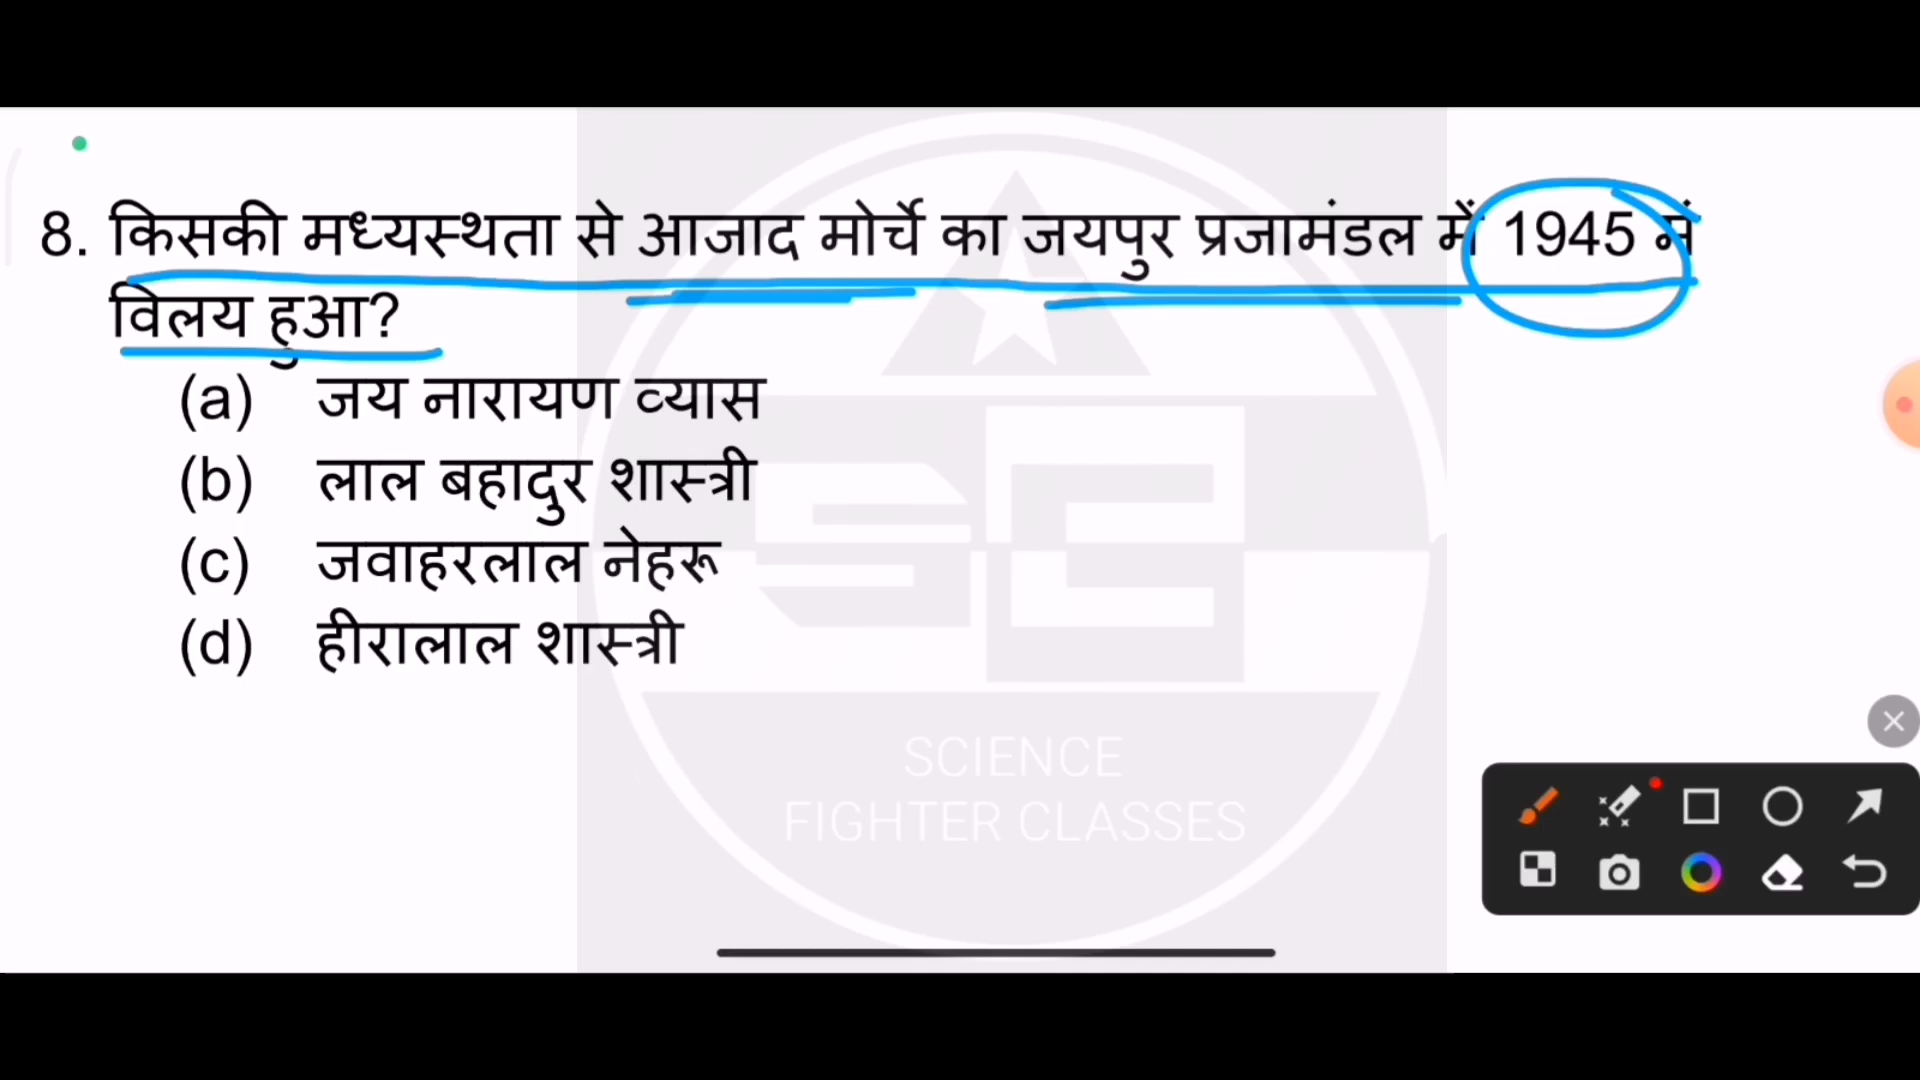 8. किसकी मध्यस्थता से आजाद मोर्चे का जयपुर प्रजामंडल में 1945 में
विलय हुआ?
(a) जय नारायण व्यास
(b) लाल बहादुर शास्त्री
(c) जवाहरलाल नेहरू
(d) हीरालाल शास्त्री
SCIENCE
FIGHTER CLASSES